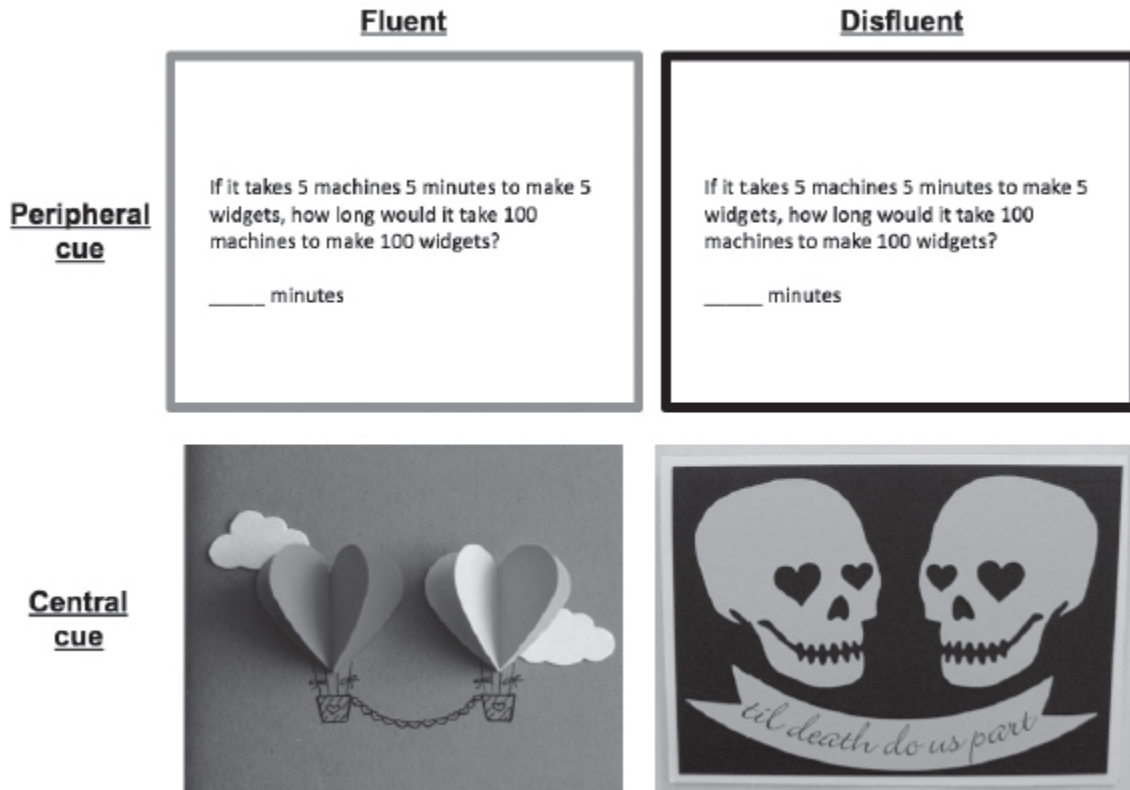 Fluent
Disfluent
Peripheral
cue
If it takes 5 machines 5 minutes to make 5
widgets, how long would it take 100
machines to make 100 widgets?
_____ minutes
If it takes 5 machines 5 minutes to make 5
widgets, how long would it take 100
machines to make 100 widgets?
_____ minutes
Central
cue
til death do us part